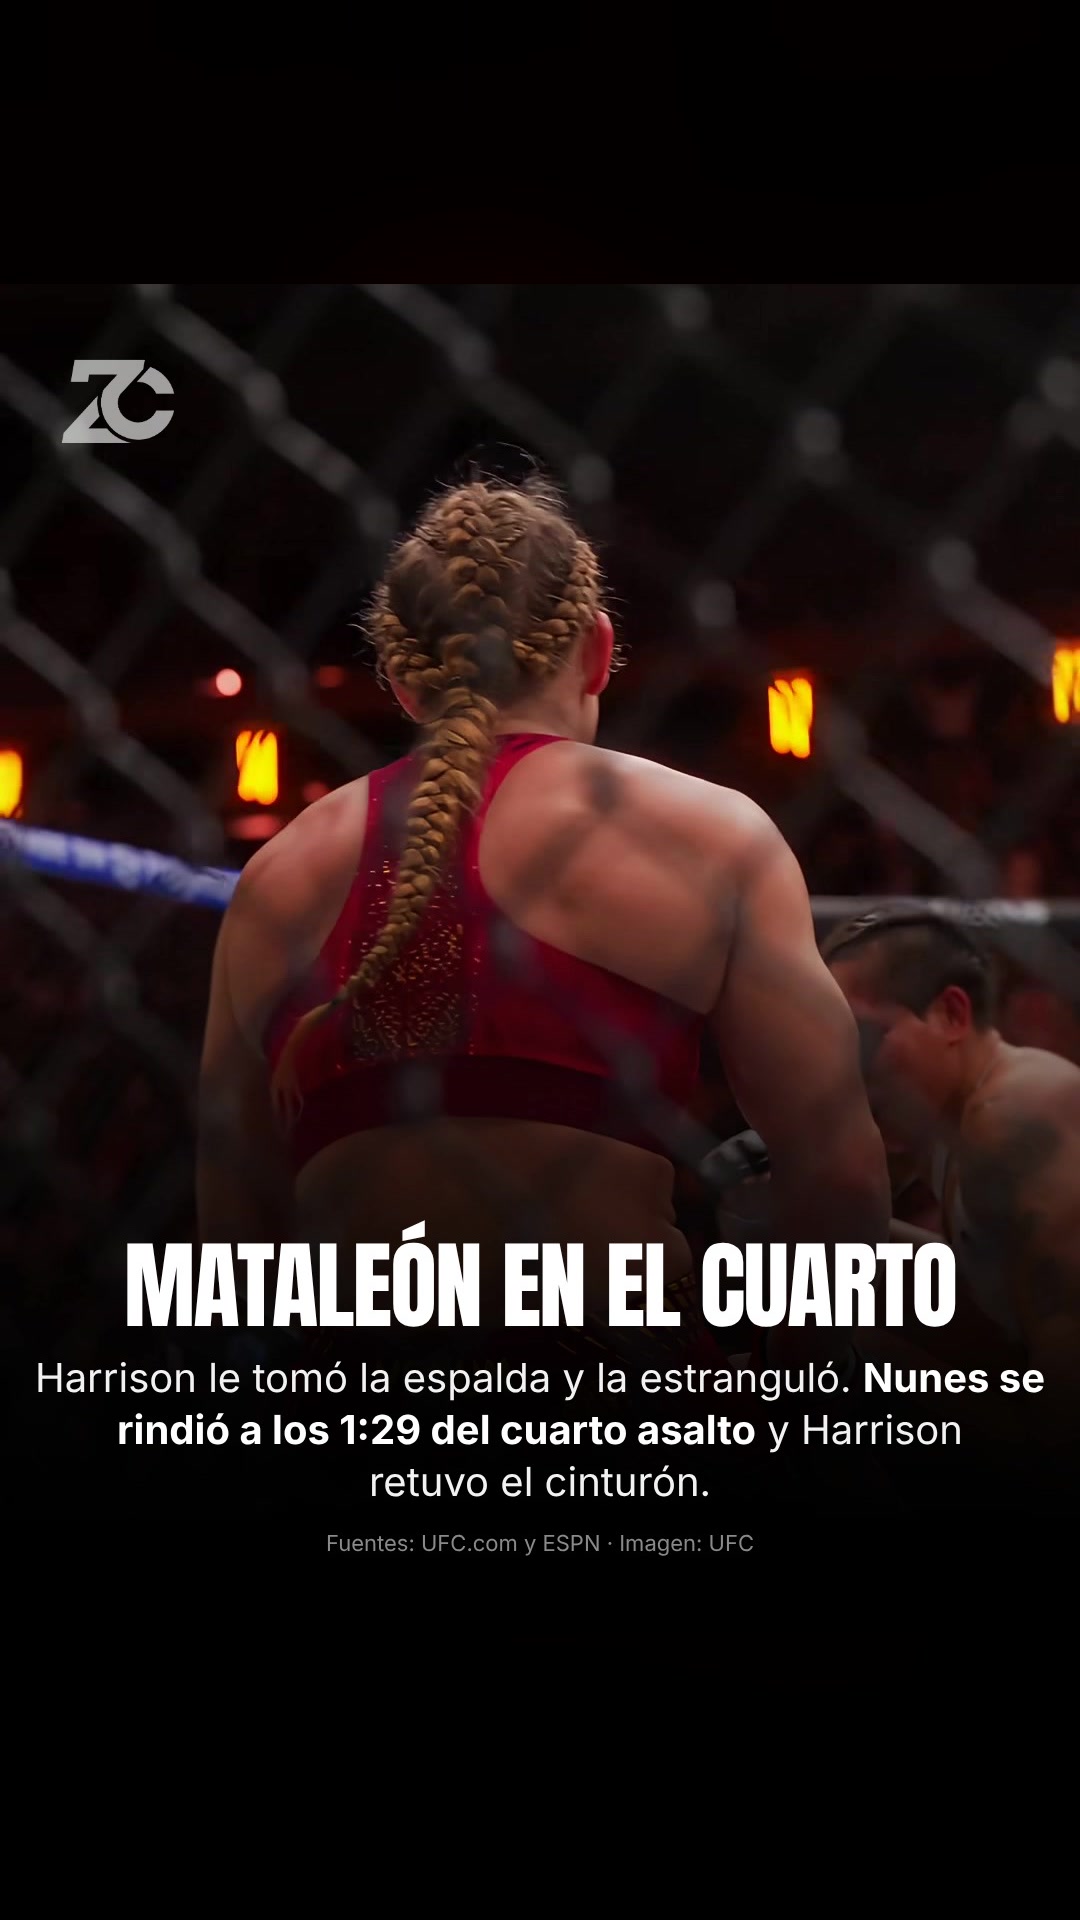 ZC
MATALEÓN EN EL CUARTO
Harrison le tomó la espalda y la estranguló. Nunes se
rindió a los 1:29 del cuarto asalto y Harrison
retuvo el cinturón.
Fuentes: UFC.com y ESPN · Imagen: UFC